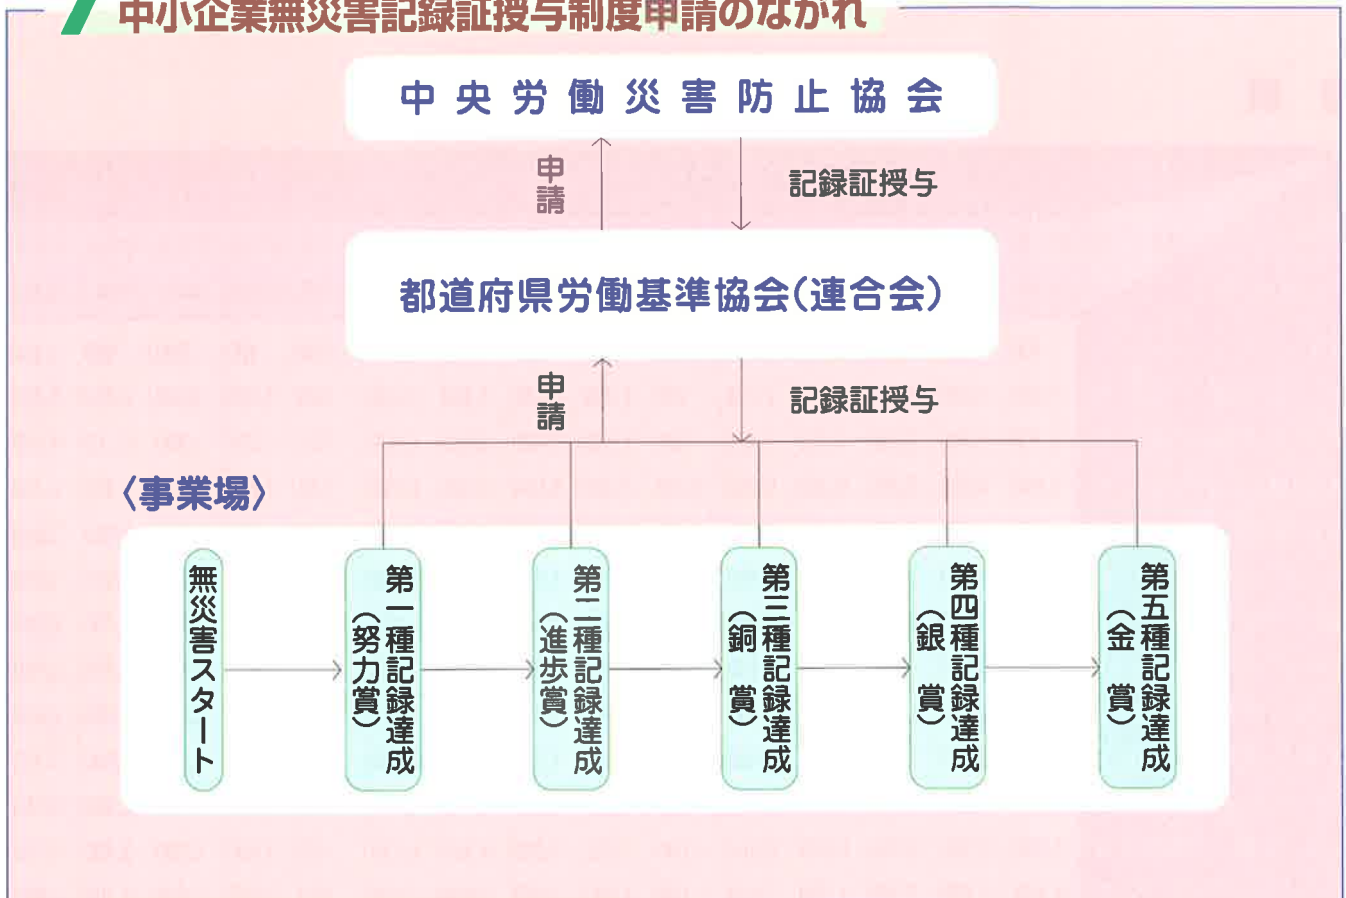 中小企業無災害記録証授与制度申請のながれ
中央労働災害防止協会
申請
記録証授与
都道府県労働基準協会(連合会)
申請
記録証授与
〈事業場〉
無災害スタート
第一種記録達成
(努力賞)
第二種記録達成
(進歩賞)
第三種記録達成
(銅　賞)
第四種記録達成
(銀　賞)
第五種記録達成
(金　賞)